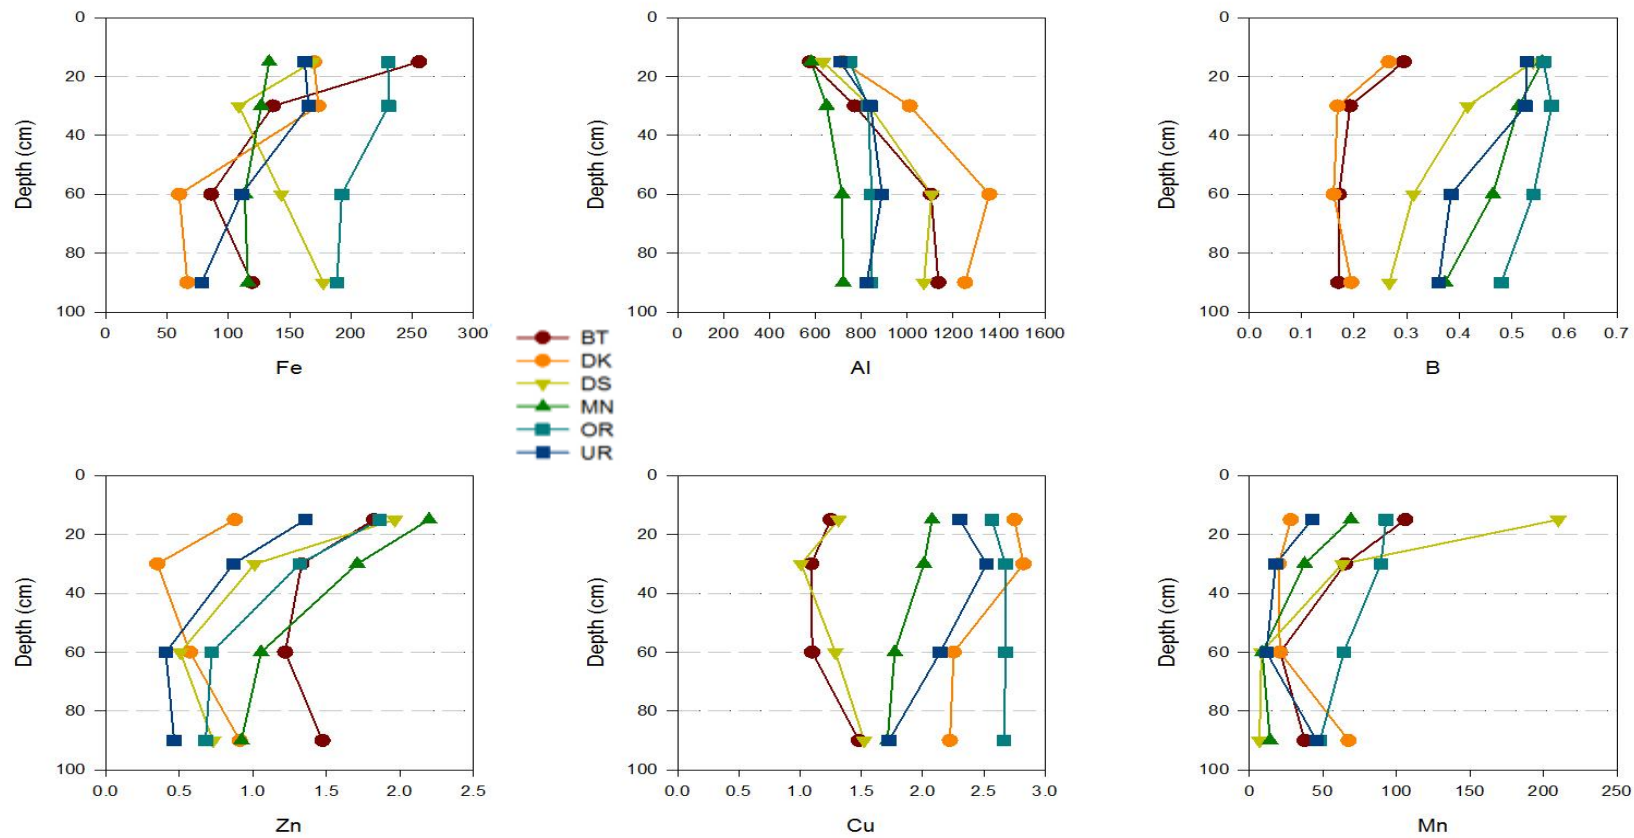 0
20
40
60
80
100
Depth (cm)
0 50 100 150 200 250 300
Fe
0
20
40
60
80
100
Depth (cm)
0 200 400 600 800 1000 1200 1400 1600
Al
0
20
40
60
80
100
Depth (cm)
0.0 0.1 0.2 0.3 0.4 0.5 0.6 0.7
B
BT
DK
DS
MN
OR
UR
0
20
40
60
80
100
Depth (cm)
0.0 0.5 1.0 1.5 2.0 2.5
Zn
0
20
40
60
80
100
Depth (cm)
0.0 0.5 1.0 1.0 2.0 2.5 3.0
Cu
0
20
40
60
80
100
Depth (cm)
0 50 100 150 200 250
Mn